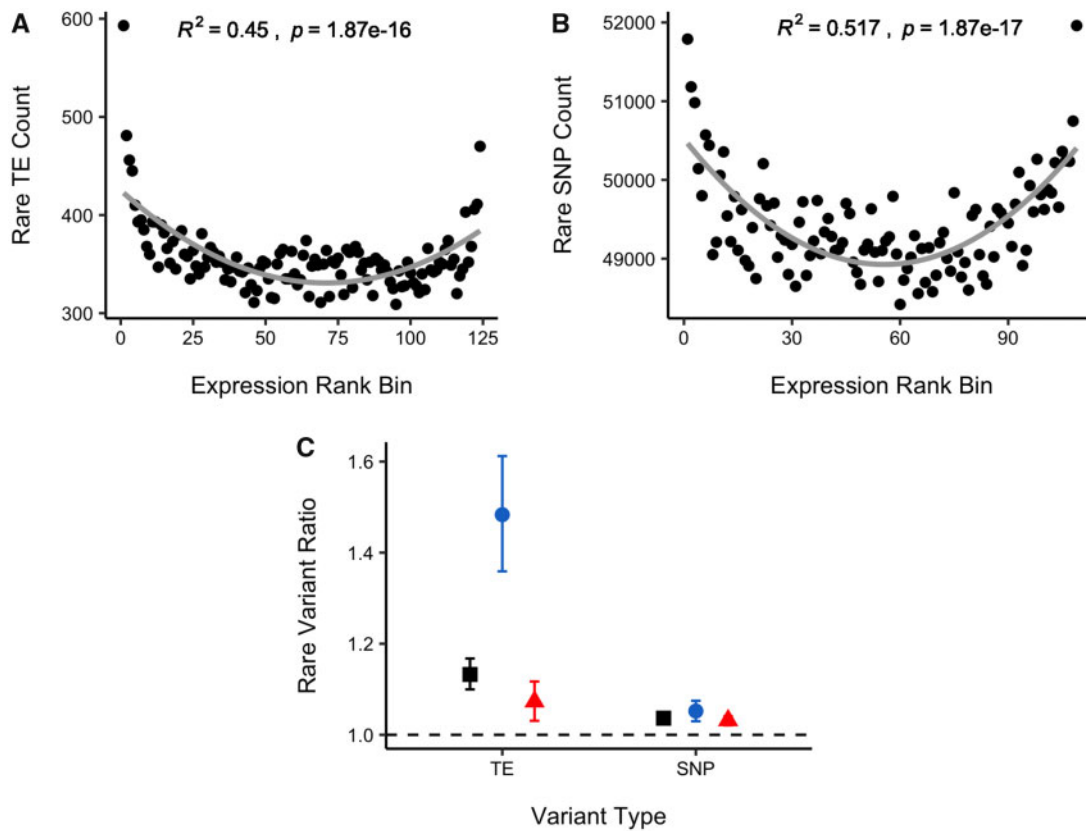 A
R² = 0.45 , p = 1.87e-16
600
500
400
300
Rare TE Count
0 25 50 75 100 125
Expression Rank Bin
B
R² = 0.517 , p = 1.87e-17
52000
51000
50000
49000
Rare SNP Count
0 30 60 90
Expression Rank Bin
C
1.6
1.4
1.2
1.0
Rare Variant Ratio
TE SNP
Variant Type